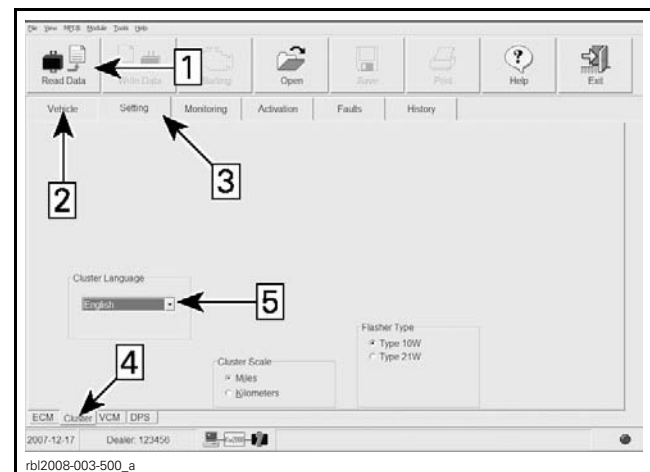 File View MPI.B Module Tools Help
Read Data Write Data Open Save Print Help Exit
1
Vehicle Setting Monitoring Activation Faults History
2
3
Cluster Language
English
5
Flasher Type
Type 10W
Type 21W
4
Cluster Scale
Miles
Kilometers
ECM Cluster VCM DPS
2007-12-17 Dealer: 123456
rbl2008-003-500_a